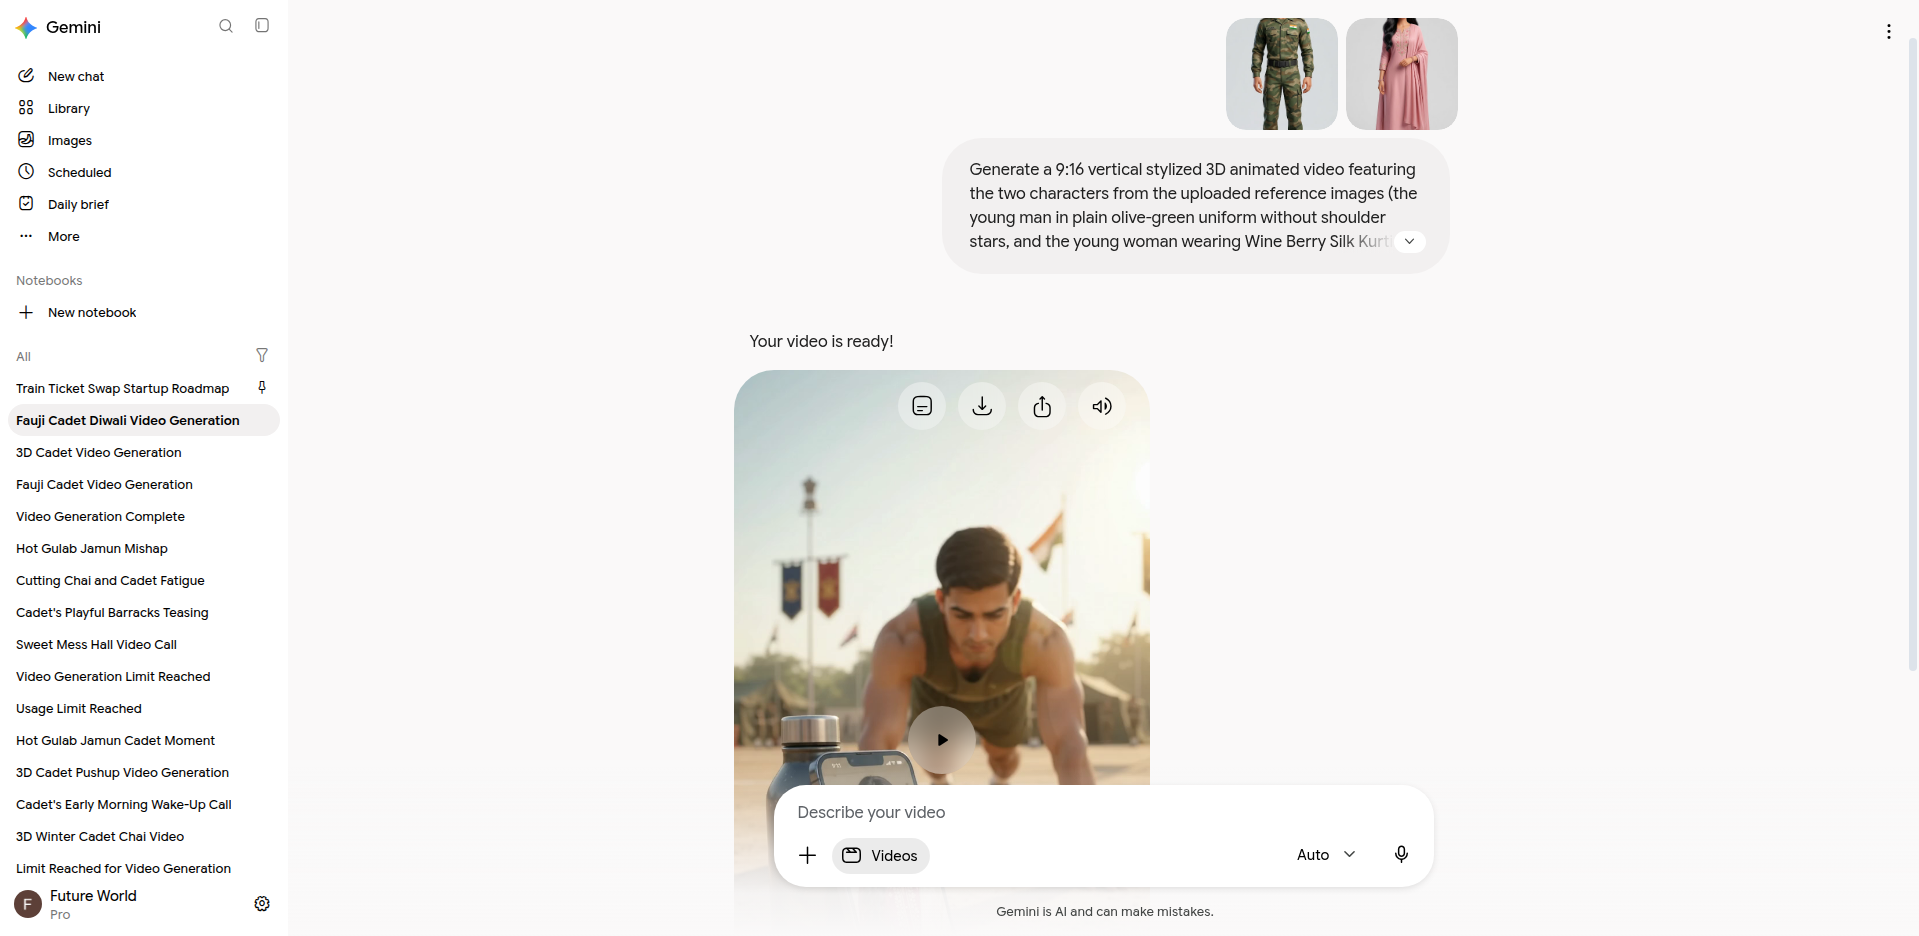 Gemini
New chat
Library
Images
Scheduled
Daily brief
More
Notebooks
New notebook
All
Train Ticket Swap Startup Roadmap
Fauji Cadet Diwali Video Generation
3D Cadet Video Generation
Fauji Cadet Video Generation
Video Generation Complete
Hot Gulab Jamun Mishap
Cutting Chai and Cadet Fatigue
Cadet's Playful Barracks Teasing
Sweet Mess Hall Video Call
Video Generation Limit Reached
Usage Limit Reached
Hot Gulab Jamun Cadet Moment
3D Cadet Pushup Video Generation
Cadet's Early Morning Wake-Up Call
3D Winter Cadet Chai Video
Limit Reached for Video Generation
F
Future World
Pro
Generate a 9:16 vertical stylized 3D animated video featuring
the two characters from the uploaded reference images (the
young man in plain olive-green uniform without shoulder
stars, and the young woman wearing Wine Berry Silk Kurti
Your video is ready!
Describe your video
Videos
Auto
Gemini is AI and can make mistakes.